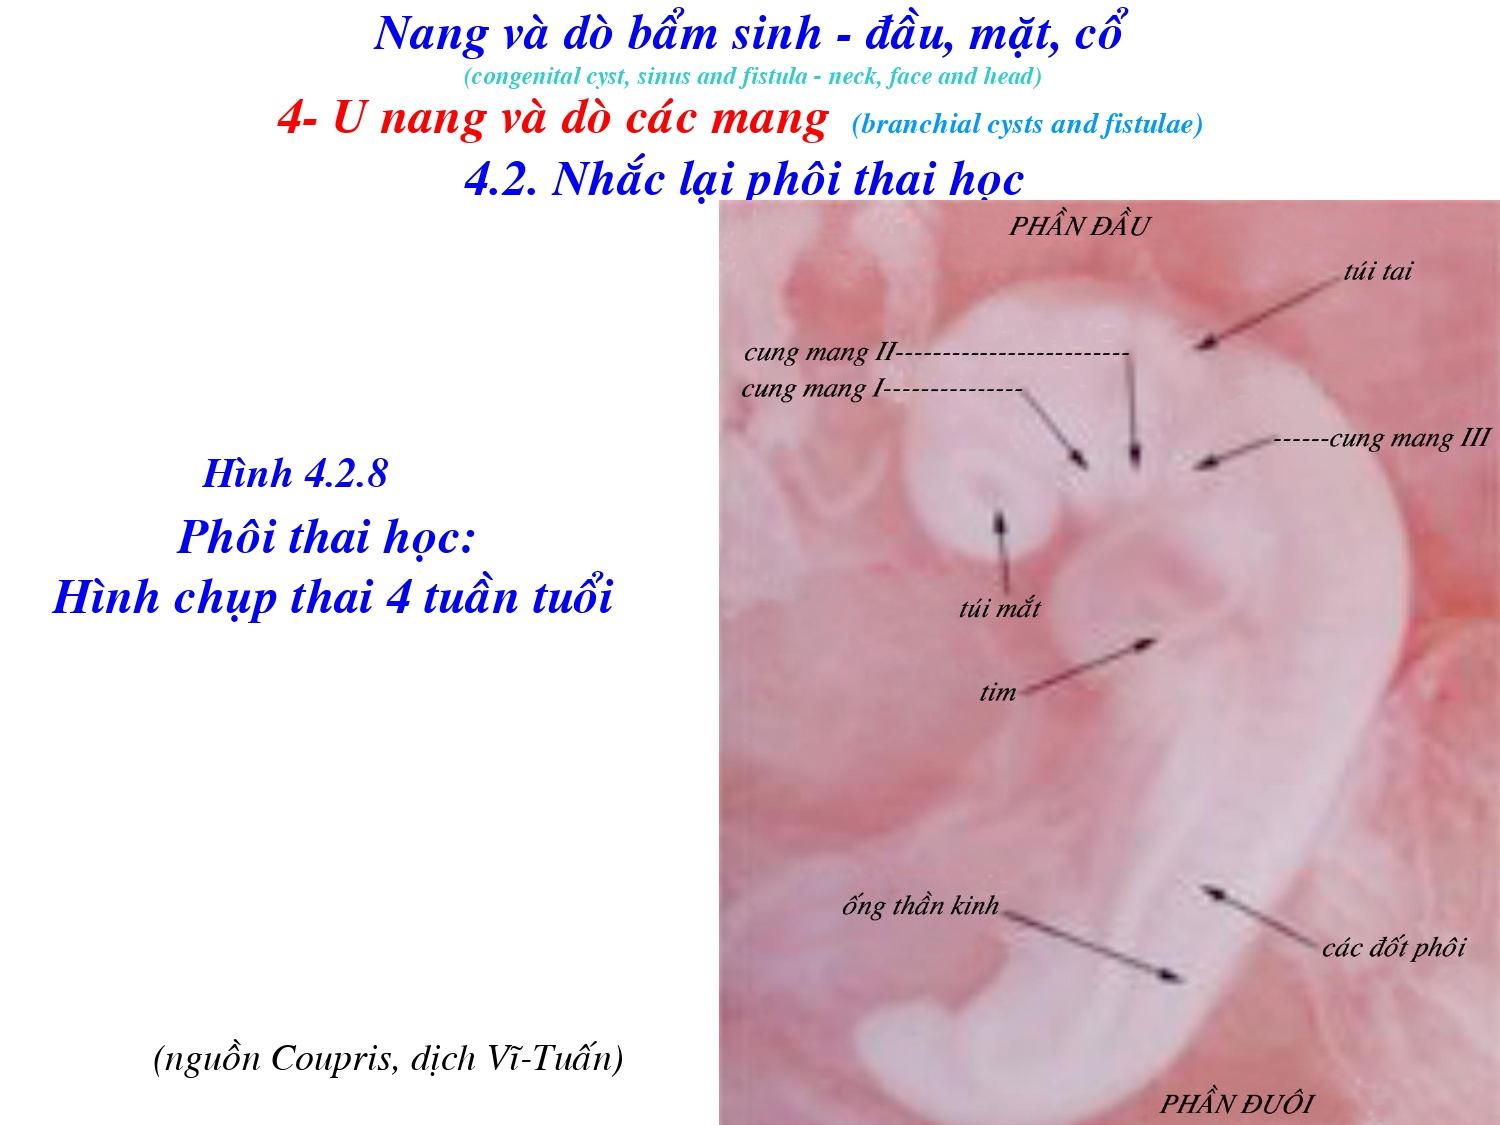 Nang và dò bẩm sinh - đầu, mặt, cổ
(congenital cyst, sinus and fistula - neck, face and head)
4- U nang và dò các mang (branchial cysts and fistulae)
4.2. Nhắc lại phôi thai học
PHẦN ĐẦU
túi tai
cung mang II-------------------------
cung mang I---------------
------cung mang III
Hình 4.2.8
Phôi thai học:
Hình chụp thai 4 tuần tuổi
túi mắt
tim
ống thần kinh
các đốt phôi
(nguồn Coupris, dịch Vĩ-Tuấn)
PHẦN ĐUÔI